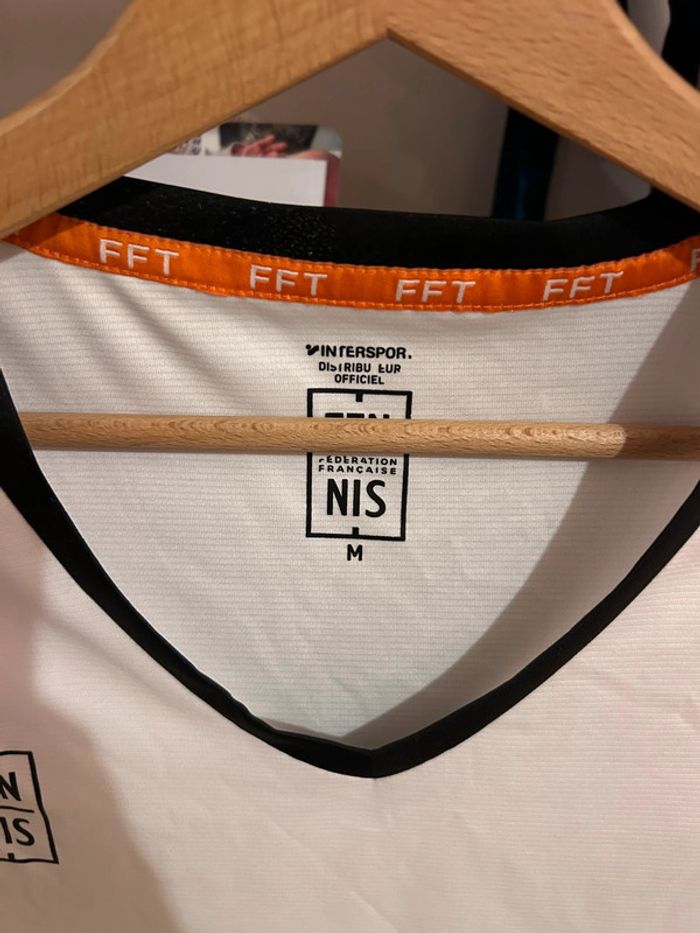 FFT FFT FFT FFT F
INTERSPOR.
DISTRIBU EUR
OFFICIEL
FÉDÉRATION
FRANÇAISE
NIS
M
N
IS